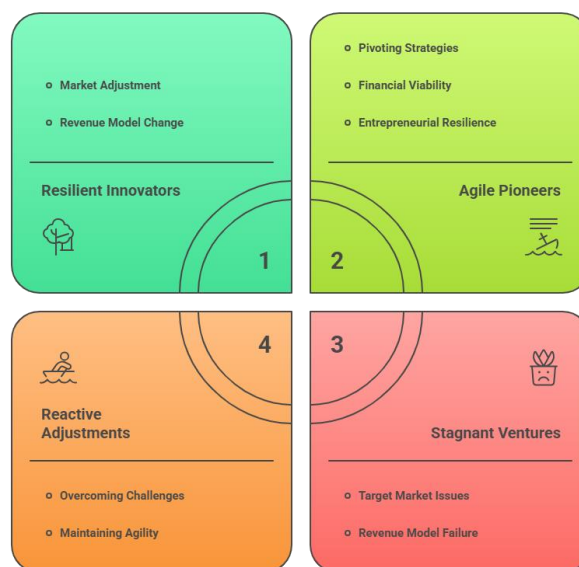 Market Adjustment
Revenue Model Change
Resilient Innovators
1
Pivoting Strategies
Financial Viability
Entrepreneurial Resilience
Agile Pioneers
2
4
Reactive
Adjustments
Overcoming Challenges
Maintaining Agility
3
Stagnant Ventures
Target Market Issues
Revenue Model Failure